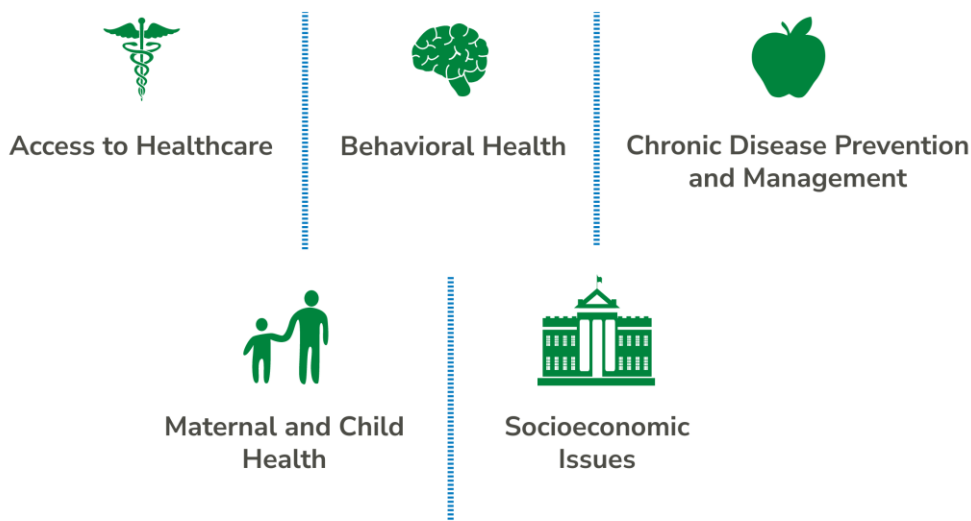 Access to Healthcare
Behavioral Health
Chronic Disease Prevention
and Management
Maternal and Child
Health
Socioeconomic
Issues